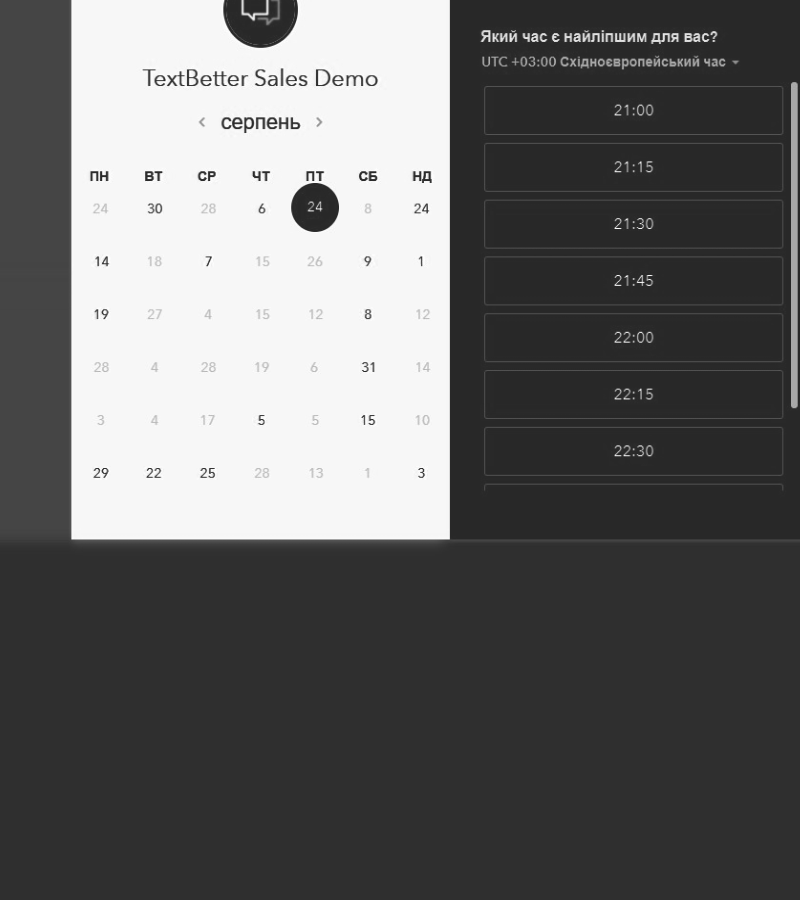 TextBetter Sales Demo
серпень
ПН ВТ СР ЧТ ПТ СБ НД
24 30 28 6 24 8 24
14 18 7 15 26 9 1
19 27 4 15 12 8 12
28 4 28 19 6 31 14
3 4 17 5 5 15 10
29 22 25 28 13 1 3
Який час є найліпшим для вас?
UTC +03:00 Східноєвропейський час
21:00
21:15
21:30
21:45
22:00
22:15
22:30